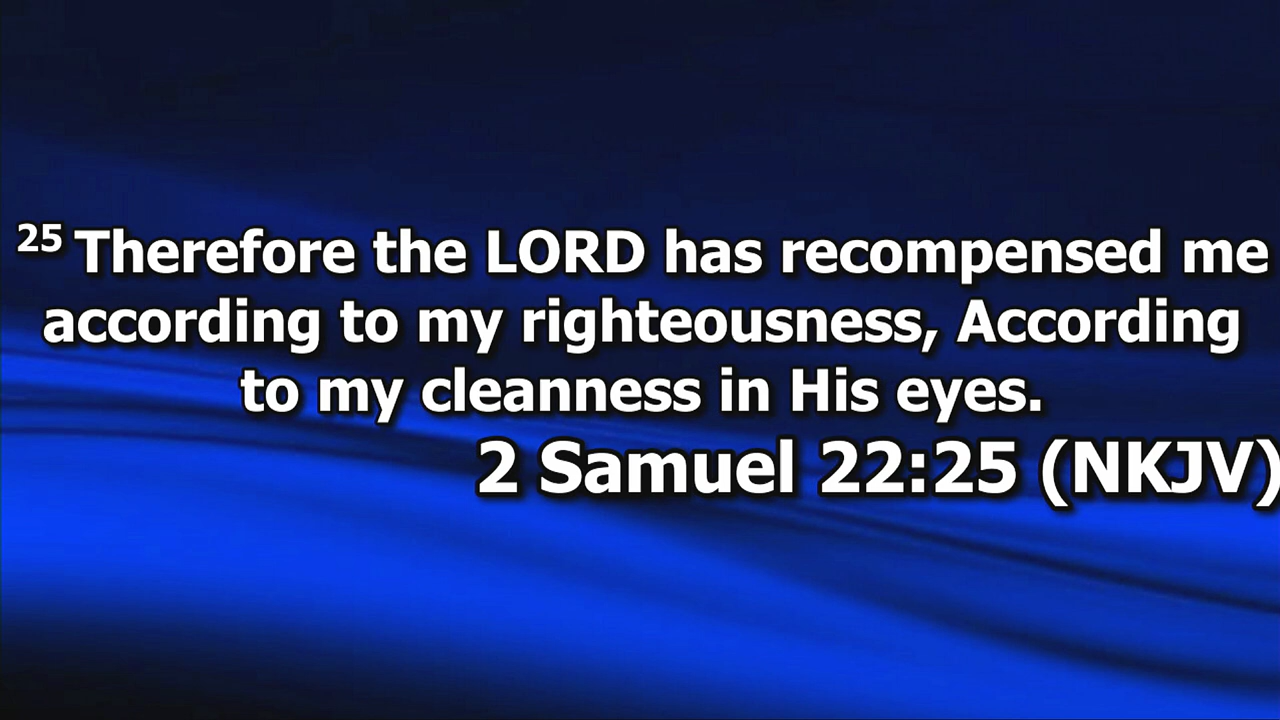 25 Therefore the LORD has recompensed me
according to my righteousness, According
to my cleanness in His eyes.
2 Samuel 22:25 (NKJV)